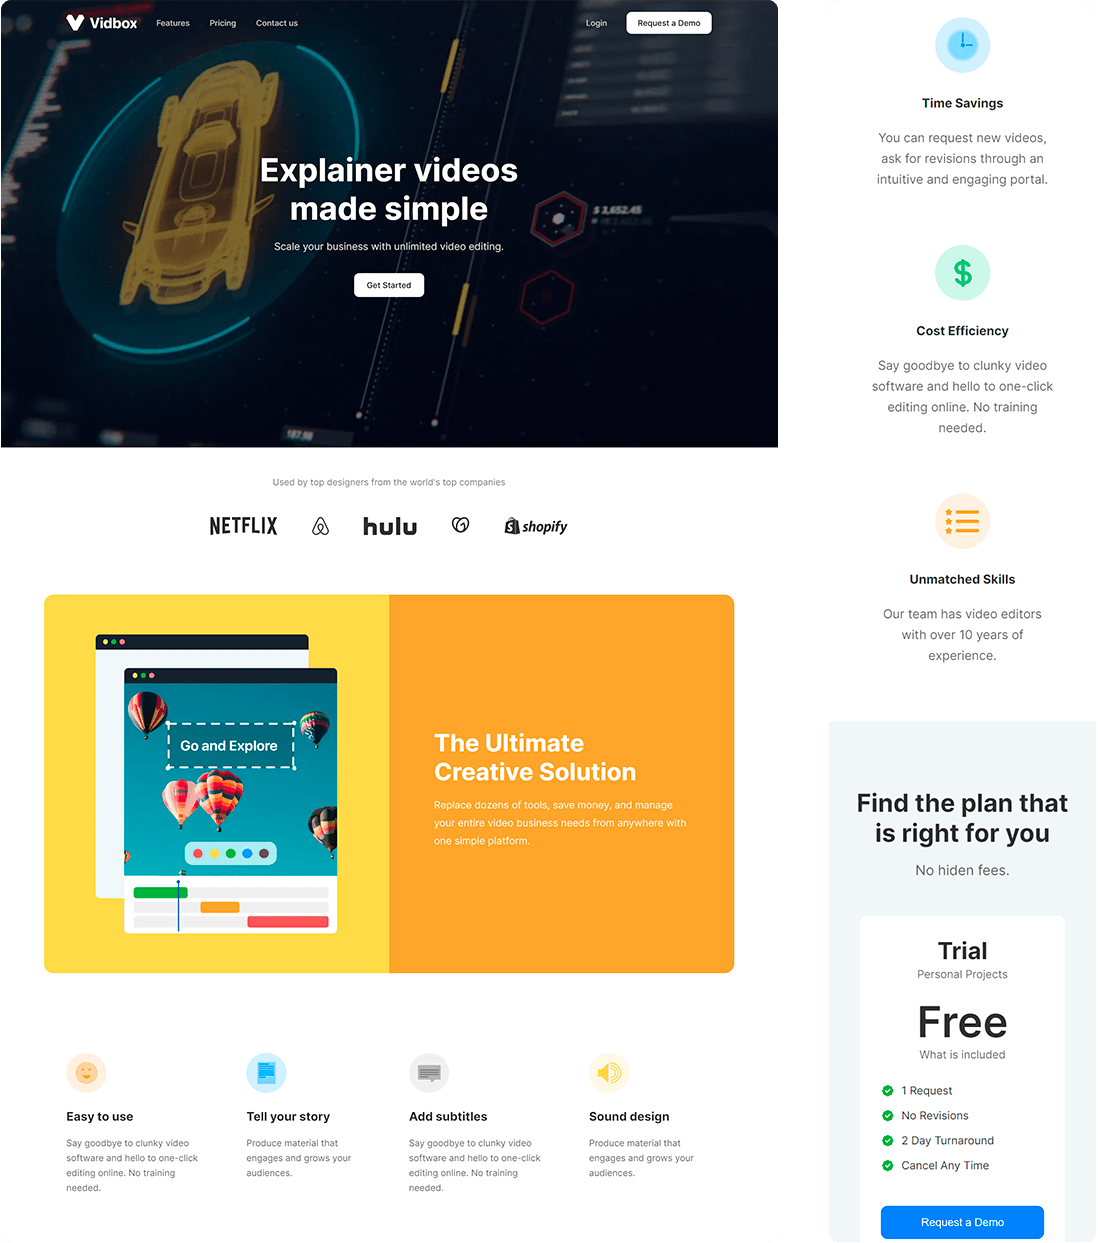 Vidbox
Features
Pricing
Contact us
Login
Request a Demo
Explainer videos
made simple
Scale your business with unlimited video editing.
Get Started
$ 3,652.45
187.98
Used by top designers from the world's top companies
NETFLIX
hulu
shopify
Go and Explore
The Ultimate
Creative Solution
Replace dozens of tools, save money, and manage
your entire video business needs from anywhere with
one simple platform.
Easy to use
Say goodbye to clunky video
software and hello to one-click
editing online. No training
needed.
Tell your story
Produce material that
engages and grows your
audiences.
Add subtitles
Say goodbye to clunky video
software and hello to one-click
editing online. No training
needed.
Sound design
Produce material that
engages and grows your
audiences.
Time Savings
You can request new videos,
ask for revisions through an
intuitive and engaging portal.
Cost Efficiency
Say goodbye to clunky video
software and hello to one-click
editing online. No training
needed.
Unmatched Skills
Our team has video editors
with over 10 years of
experience.
Find the plan that
is right for you
No hiden fees.
Trial
Personal Projects
Free
What is included
1 Request
No Revisions
2 Day Turnaround
Cancel Any Time
Request a Demo